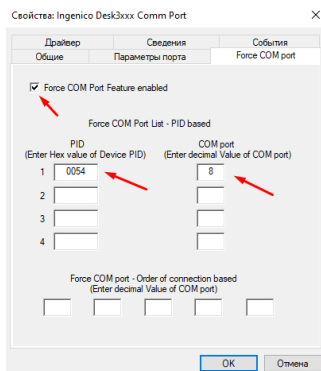 Свойства: Ingenico Desk3xxx Comm Port
Драйвер Сведения События
Общие Параметры порта Force COM port
Force COM Port Feature enabled
Force COM Port List - PID based
PID COM port
(Enter Hex value of Device PID) (Enter decimal Value of COM port)
1 0054 8
2
3
4
Force COM port - Order of connection based
(Enter decimal Value of COM port)
OK Отмена